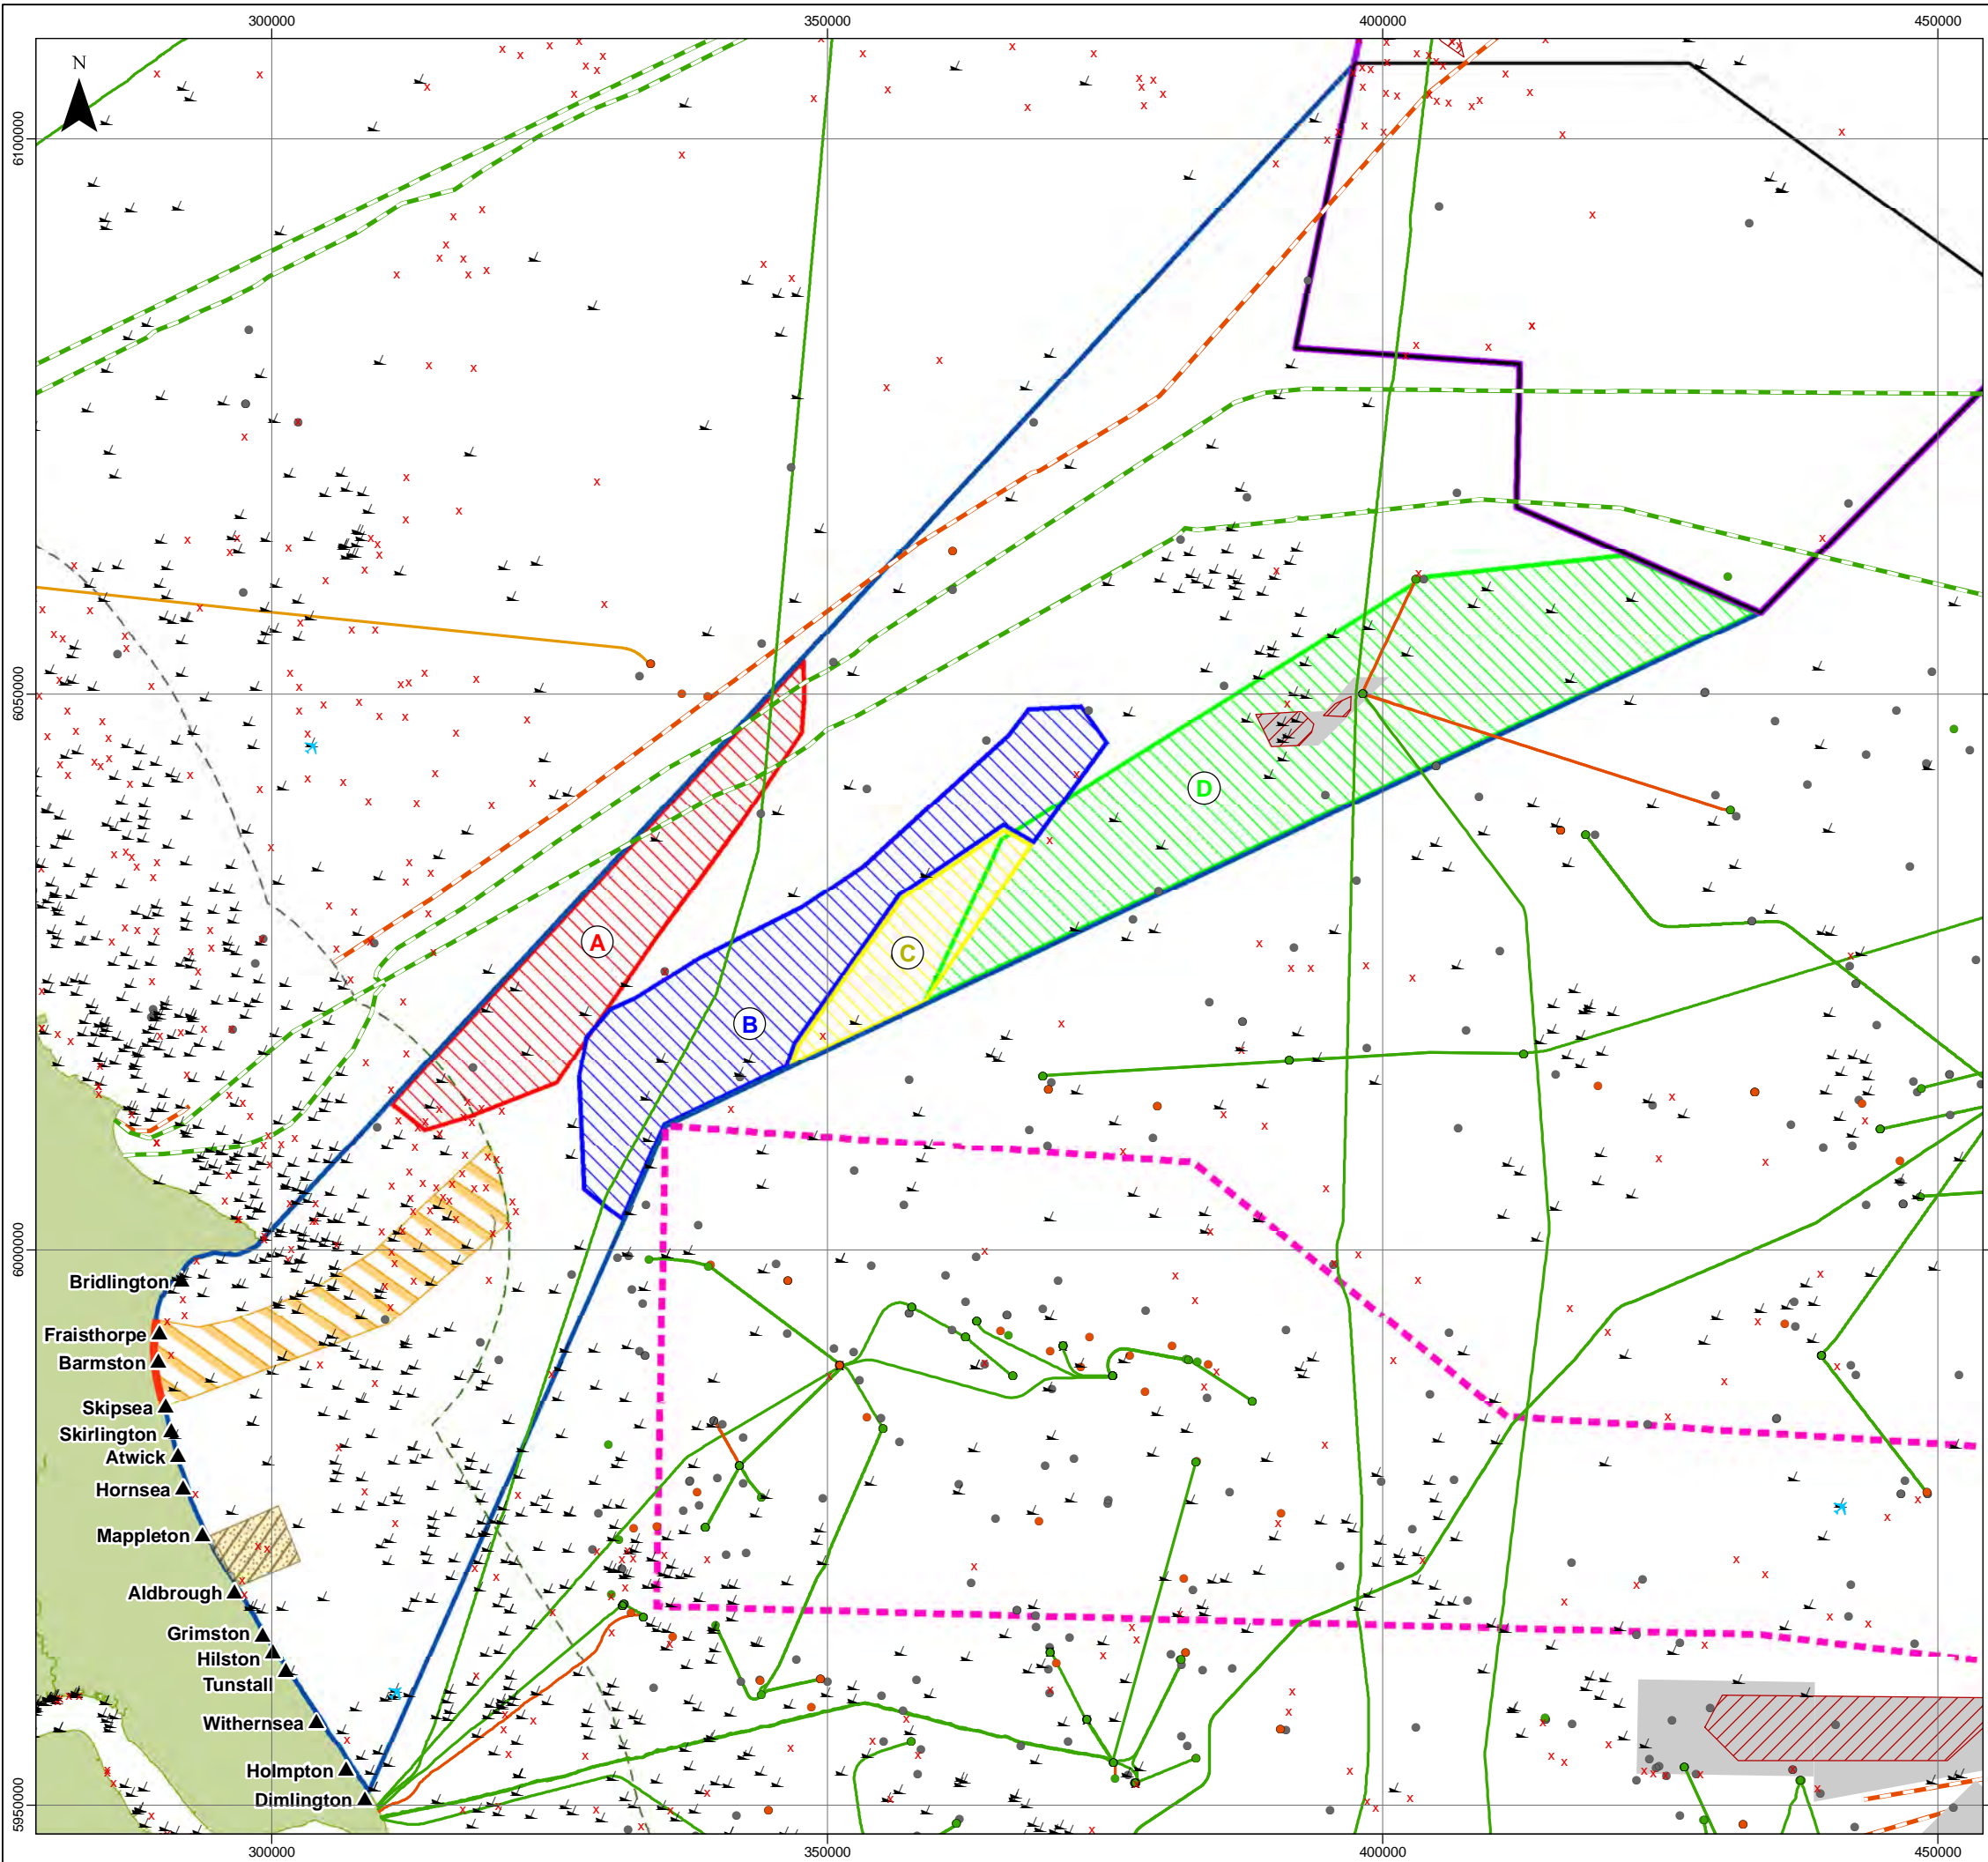 300000 350000 400000 450000
N
6100000
6050000
D
A
C
B
6000000
Bridlington
Fraisthorpe
Barmston
Skipsea
Skirlington
Atwick
Hornsea
Mappleton
Aldbrough
Grimston
Hilston
Tunstall
Withernsea
Holmpton
Dimlington
5950000
300000 350000 400000 450000